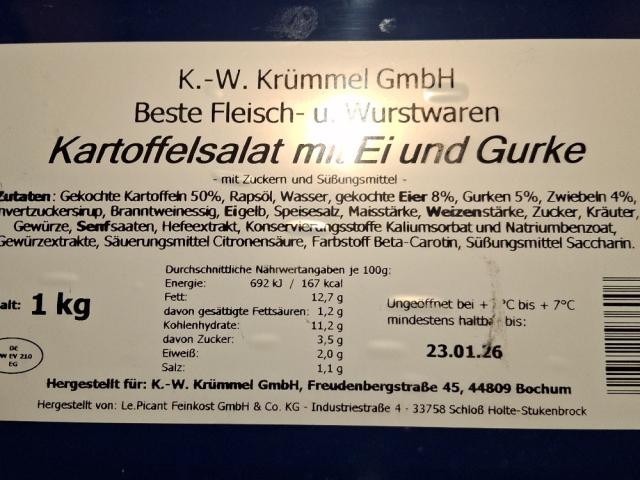 K.-W. Krümmel GmbH
Beste Fleisch- u. Wurstwaren
Kartoffelsalat mit Ei und Gurke
- mit Zuckern und Süßungsmittel -
Zutaten: Gekochte Kartoffeln 50%, Rapsöl, Wasser, gekochte Eier 8%, Gurken 5%, Zwiebeln 4%,
nvertzuckersirup, Branntweinessig, Eigelb, Speisesalz, Maisstärke, Weizenstärke, Zucker, Kräuter,
Gewürze, Senfsaaten, Hefeextrakt, Konservierungsstoffe Kaliumsorbat und Natriumbenzoat,
Gewürzextrakte, Säuerungsmittel Citronensäure, Farbstoff Beta-Carotin, Süßungsmittel Saccharin.
Durchschnittliche Nährwertangaben je 100g:
Energie: 692 kJ / 167 kcal
Fett: 12,7 g
davon gesättigte Fettsäuren: 1,2 g
Kohlenhydrate: 11,2 g
davon Zucker: 3,5 g
Eiweiß: 2,0 g
Salz: 1,1 g
alt: 1 kg
DE
EV 210
EG
Ungeöffnet bei + °C bis + 7°C
mindestens haltbar bis:
23.01.26
Hergestellt für: K.-W. Krümmel GmbH, Freudenbergstraße 45, 44809 Bochum
Hergestellt von: Le.Picant Feinkost GmbH & Co. KG - Industriestraße 4 - 33758 Schloß Holte-Stukenbrock